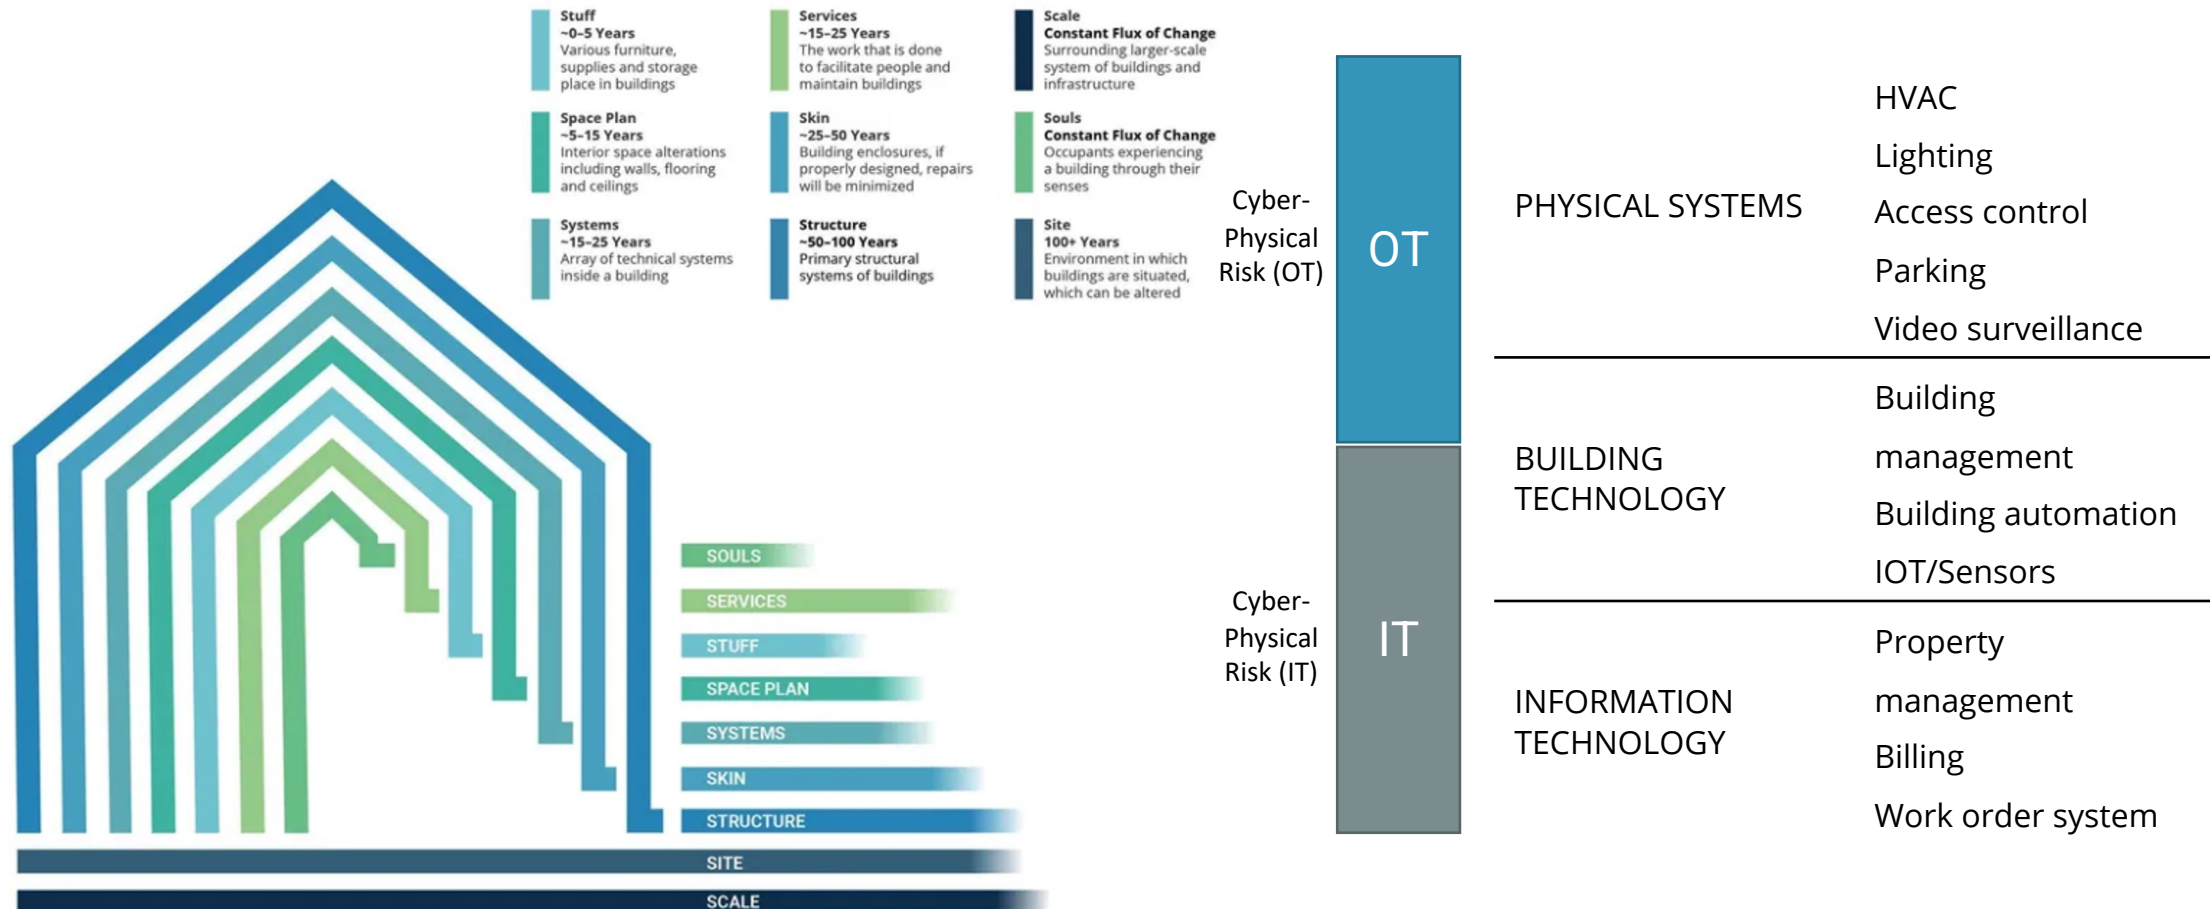 Stuff
~0–5 Years
Various furniture,
supplies and storage
place in buildings
Services
~15–25 Years
The work that is done
to facilitate people and
maintain buildings
Scale
Constant Flux of Change
Surrounding larger-scale
system of buildings and
infrastructure
Space Plan
~5–15 Years
Interior space alterations
including walls, flooring
and ceilings
Skin
~25–50 Years
Building enclosures, if
properly designed, repairs
will be minimized
Souls
Constant Flux of Change
Occupants experiencing
a building through their
senses
Systems
~15–25 Years
Array of technical systems
inside a building
Structure
~50–100 Years
Primary structural
systems of buildings
Site
100+ Years
Environment in which
buildings are situated,
which can be altered
SOULS
SERVICES
STUFF
SPACE PLAN
SYSTEMS
SKIN
STRUCTURE
SITE
SCALE
Cyber-
Physical
Risk (OT)
OT
Cyber-
Physical
Risk (IT)
IT
PHYSICAL SYSTEMS
HVAC
Lighting
Access control
Parking
Video surveillance
BUILDING
TECHNOLOGY
Building
management
Building automation
IOT/Sensors
INFORMATION
TECHNOLOGY
Property
management
Billing
Work order system